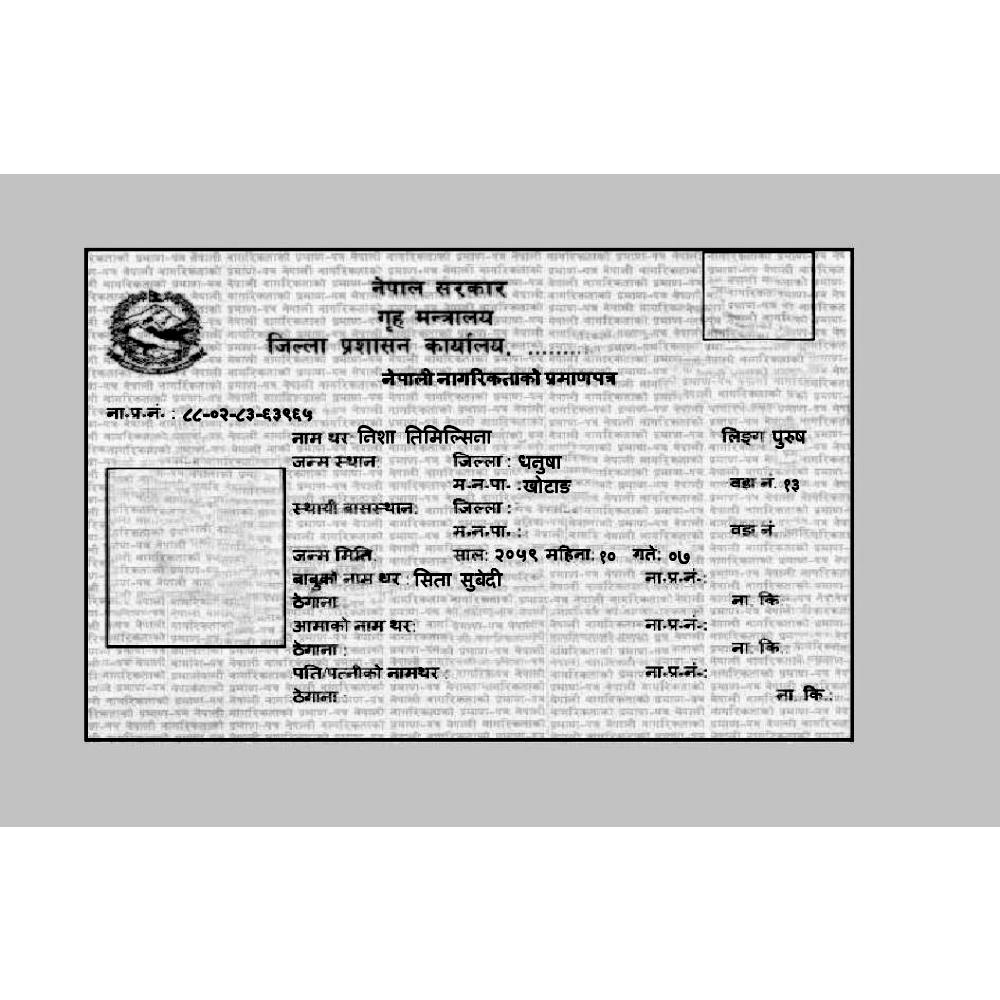 नेपाल सरकार
गृह मन्त्रालय
जिल्ला प्रशासन कार्यालय, .........
नेपाली नागरिकताको प्रमाणपत्र
ना.प्र.नं. : ८८-०२-८३-६३९६५
नाम थर: निशा तिमिल्सिना लिङ्ग पुरुष
जन्म स्थान: जिल्ला : धनुषा
म.न.पा. : खोटाङ वडा नं. १३
स्थायी बासस्थान: जिल्ला :
म.न.पा. : वडा नं.
जन्म मिति: साल: २०५९ महिना: १० गते: ०७
बाबुको नाम थर : सिता सुबेदी ना.प्र.नं.:
ठेगाना : ना. कि.:
आमाको नाम थर: ना.प्र.नं.:
ठेगाना : ना. कि.:
पति/पत्नीको नामथर : ना.प्र.नं.:
ठेगाना : ना. कि.: